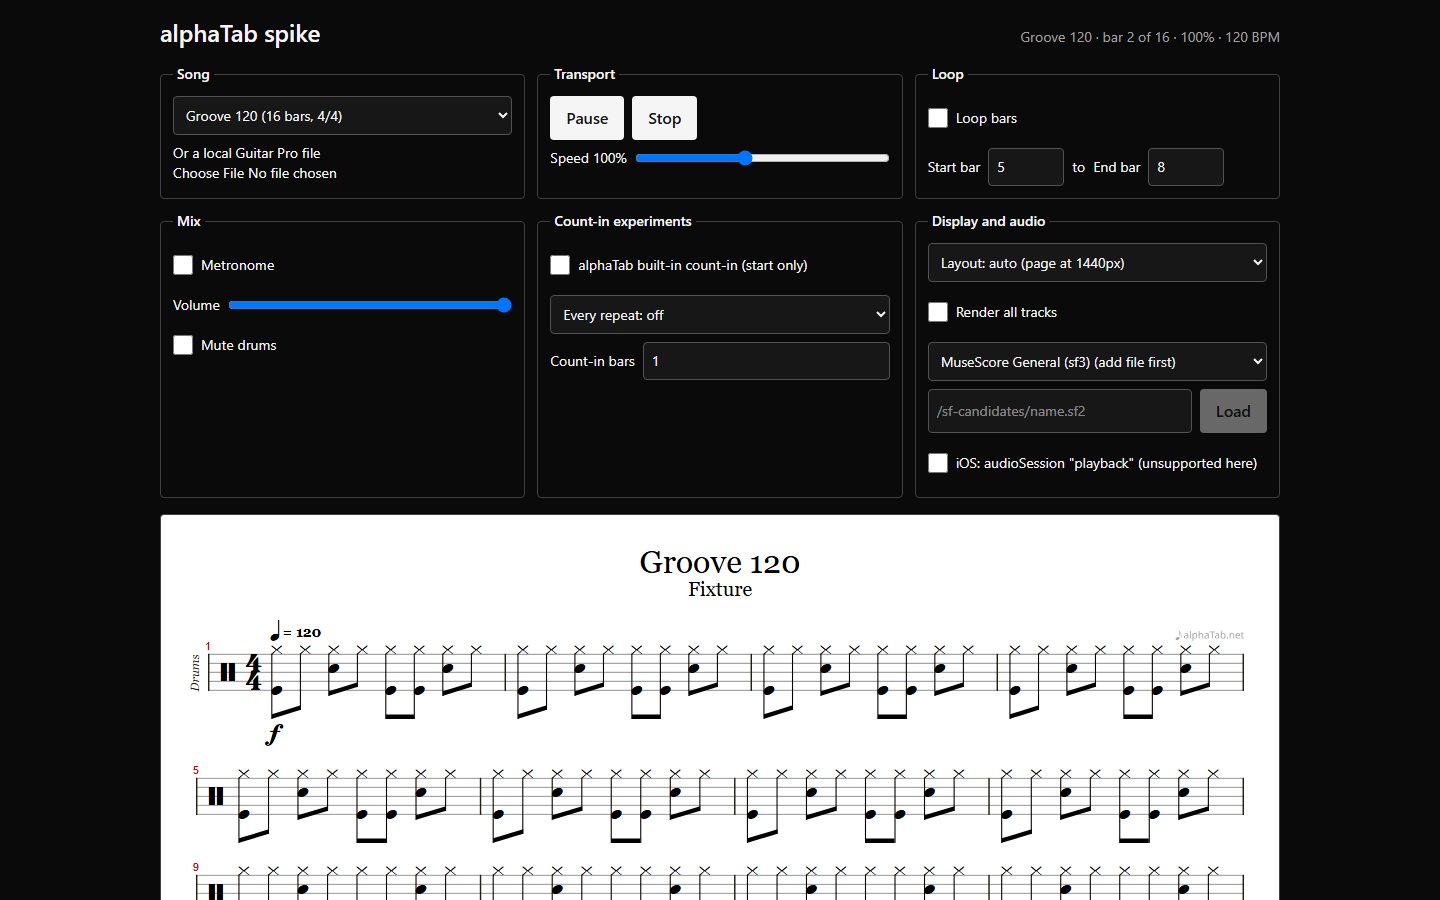 alphaTab spike
Groove 120 · bar 2 of 16 · 100% · 120 BPM
Song
Groove 120 (16 bars, 4/4)
Or a local Guitar Pro file
Choose File No file chosen
Transport
Pause
Stop
Speed 100%
Loop
Loop bars
Start bar 5 to End bar 8
Mix
Metronome
Volume
Mute drums
Count-in experiments
alphaTab built-in count-in (start only)
Every repeat: off
Count-in bars 1
Display and audio
Layout: auto (page at 1440px)
Render all tracks
MuseScore General (sf3) (add file first)
/sf-candidates/name.sf2
Load
iOS: audioSession "playback" (unsupported here)
Groove 120
Fixture
= 120
alphaTab.net
1
Drums
4
4
f
5
9